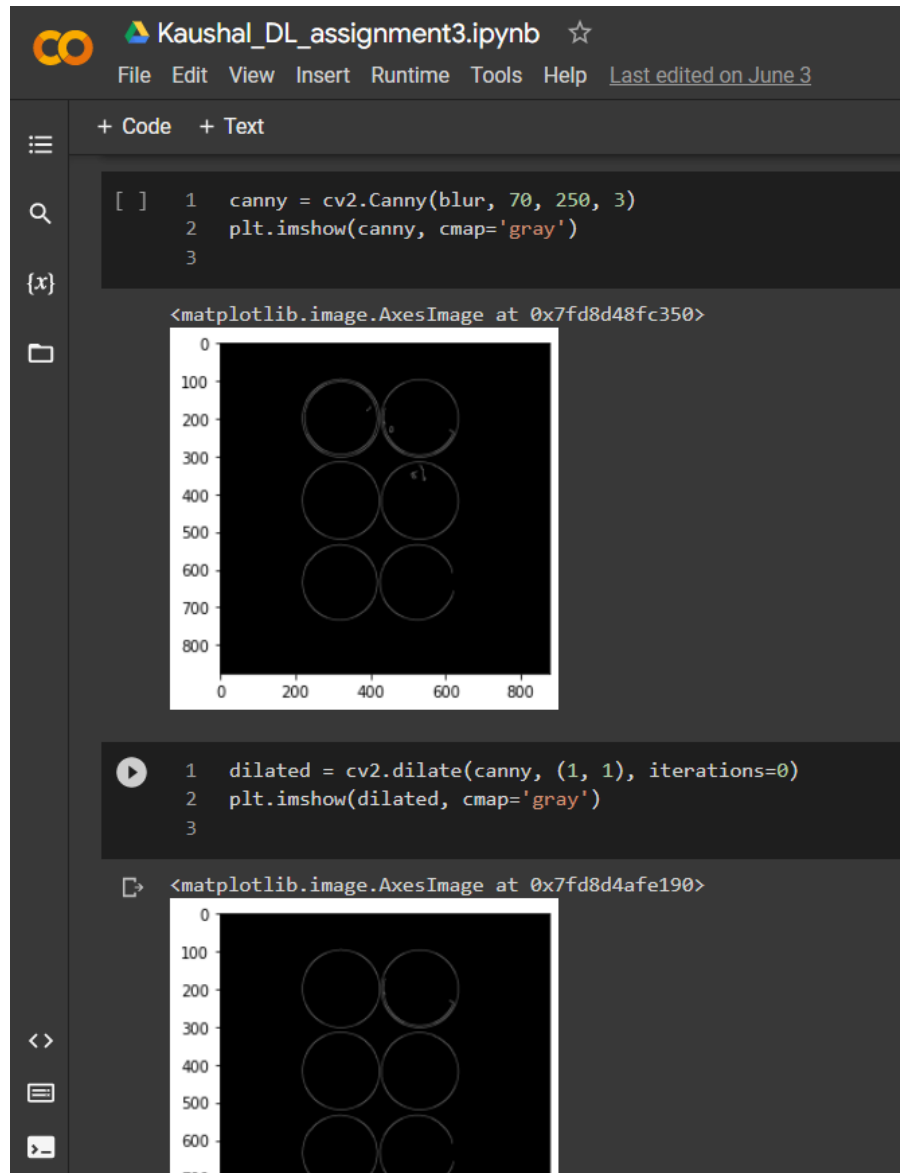 Kaushal_DL_assignment3.ipynb
File Edit View Insert Runtime Tools Help Last edited on June 3
+ Code + Text
[ ] 1 canny = cv2.Canny(blur, 70, 250, 3)
2 plt.imshow(canny, cmap='gray')
3
{x}
<matplotlib.image.AxesImage at 0x7fd8d48fc350>
0
100
200
300
400
500
600
700
800
0 200 400 600 800
1 dilated = cv2.dilate(canny, (1, 1), iterations=0)
2 plt.imshow(dilated, cmap='gray')
3
<matplotlib.image.AxesImage at 0x7fd8d4afe190>
0
100
200
300
400
500
600